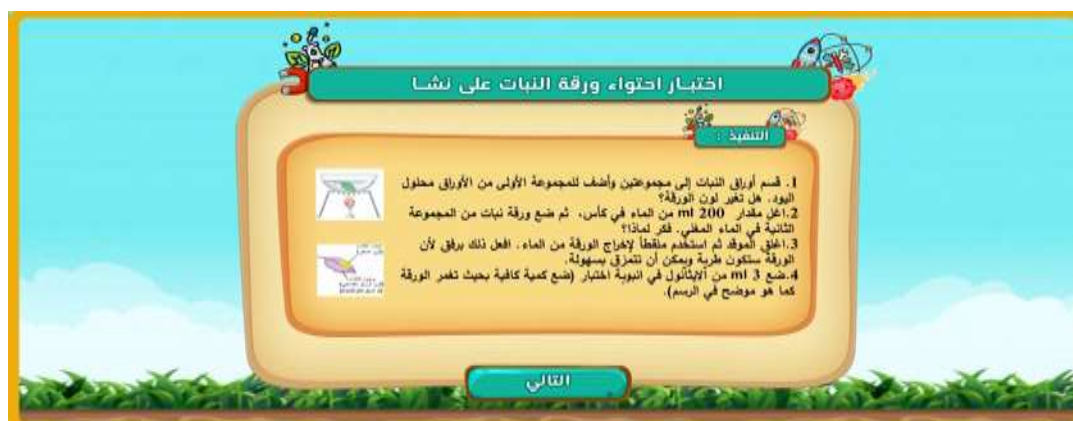 اختبار احتواء ورقة النبات على نشا
التنفيذ :
1. قسم أوراق النبات إلى مجموعتين وأضف للمجموعة الأولى من الأوراق محلول
اليود. هل تغير لون الورقة؟
2.اغل مقدار 200 ml من الماء في كأس، ثم ضع ورقة نبات من المجموعة
الثانية في الماء المغلي. فكر لماذا؟
3.اغلق الموقد ثم استخدم ملقطاً لإخراج الورقة من الماء. افعل ذلك برفق لأن
الورقة ستكون طرية ويمكن أن تتمزق بسهولة.
4.ضع 3 ml من الايثانول في انبوبة اختبار (ضع كمية كافية بحيث تغمر الورقة
كما هو موضح في الرسم).
التالي